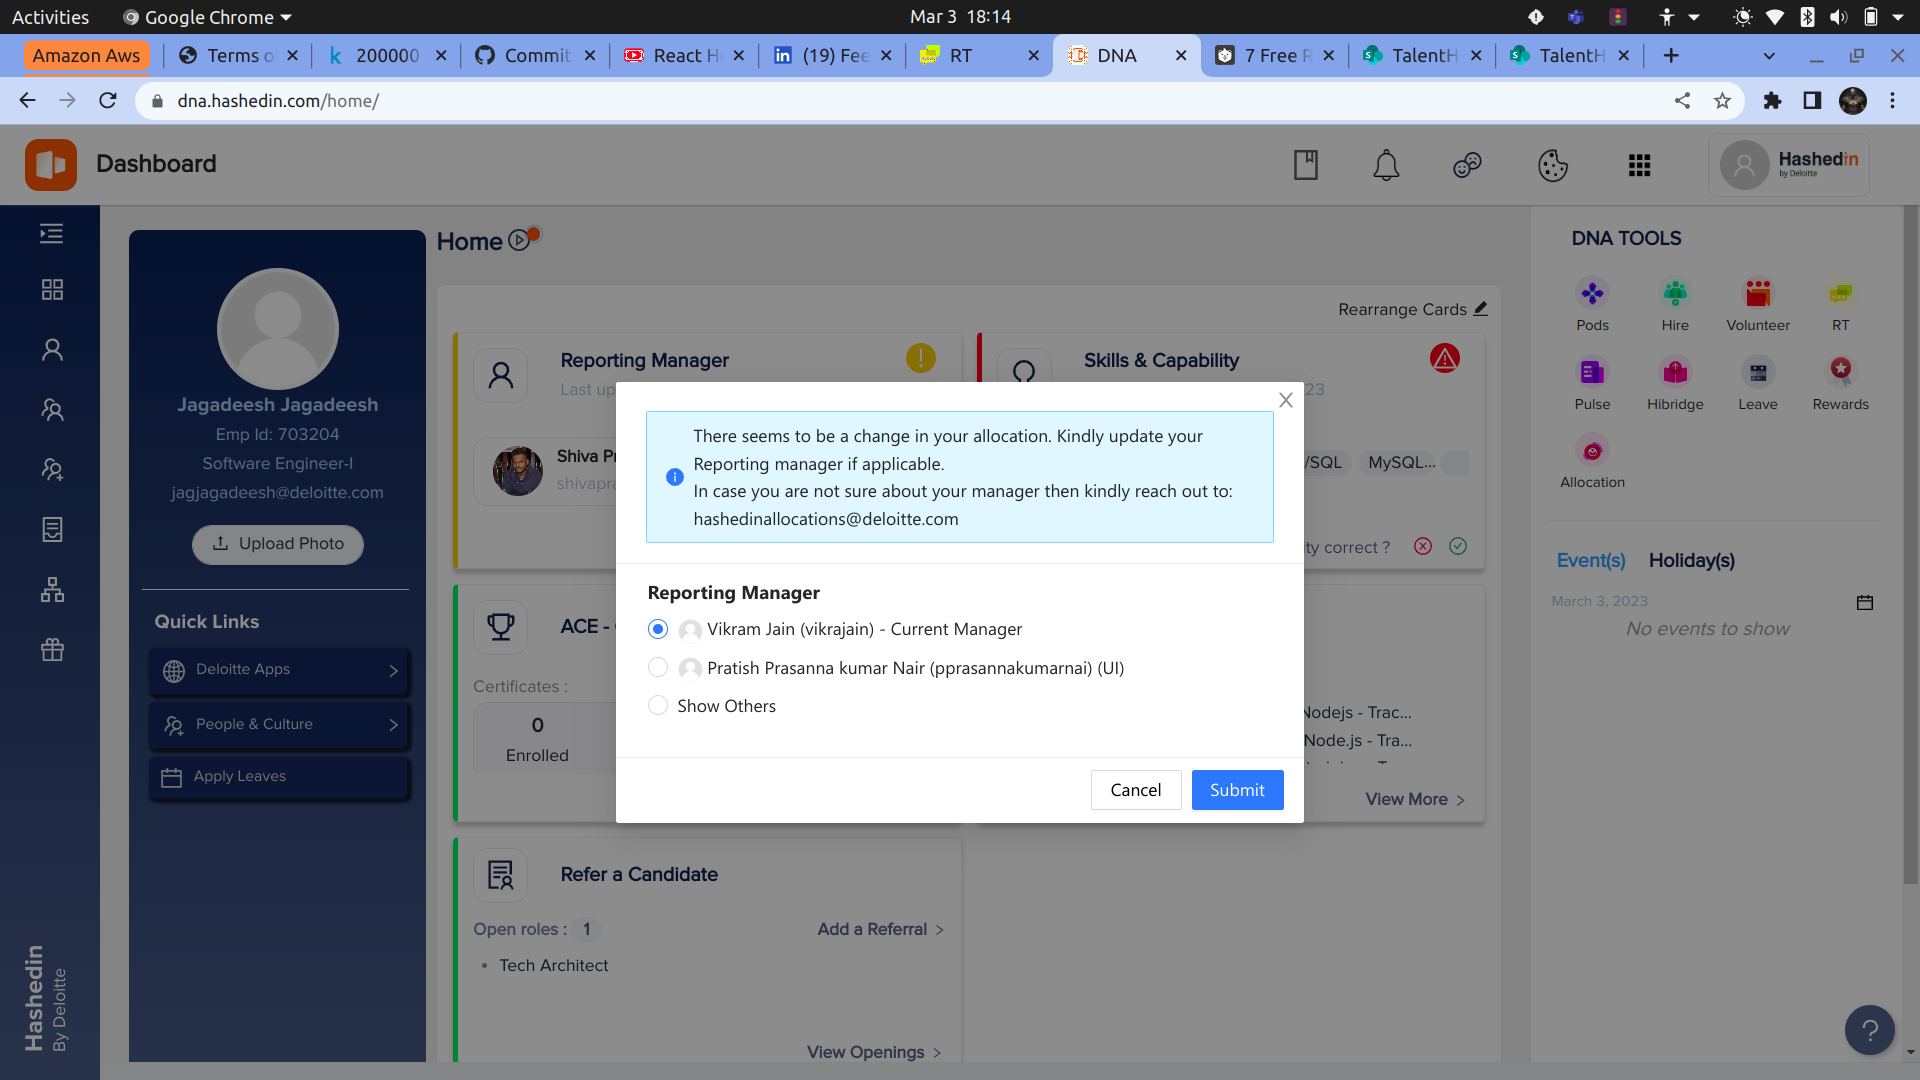 Activities
Google Chrome
Mar 3 18:14
Amazon Aws
Terms o
200000
Commit
React H
(19) Fee
RT
DNA
7 Free R
TalentH
TalentH
dna.hashedin.com/home/
Dashboard
Hashedin
by Deloitte
Jagadeesh Jagadeesh
Emp Id: 703204
Software Engineer-I
jagjagadeesh@deloitte.com
Upload Photo
Quick Links
Deloitte Apps
People & Culture
Apply Leaves
Hashedin
By Deloitte
Home
Rearrange Cards
Reporting Manager
Last up
Shiva Pr
shivapra
Skills & Capability
23
/SQL
MySQL...
ity correct ?
There seems to be a change in your allocation. Kindly update your
Reporting manager if applicable.
In case you are not sure about your manager then kindly reach out to:
hashedinallocations@deloitte.com
Reporting Manager
Vikram Jain (vikrajain) - Current Manager
Pratish Prasanna kumar Nair (pprasannakumarnai) (UI)
Show Others
Cancel
Submit
ACE -
Certificates :
0
Enrolled
Nodejs - Trac...
Node.js - Tra...
View More >
Refer a Candidate
Open roles : 1
Add a Referral >
• Tech Architect
View Openings >
DNA TOOLS
Pods
Hire
Volunteer
RT
Pulse
Hibridge
Leave
Rewards
Allocation
Event(s)
Holiday(s)
March 3, 2023
No events to show
?